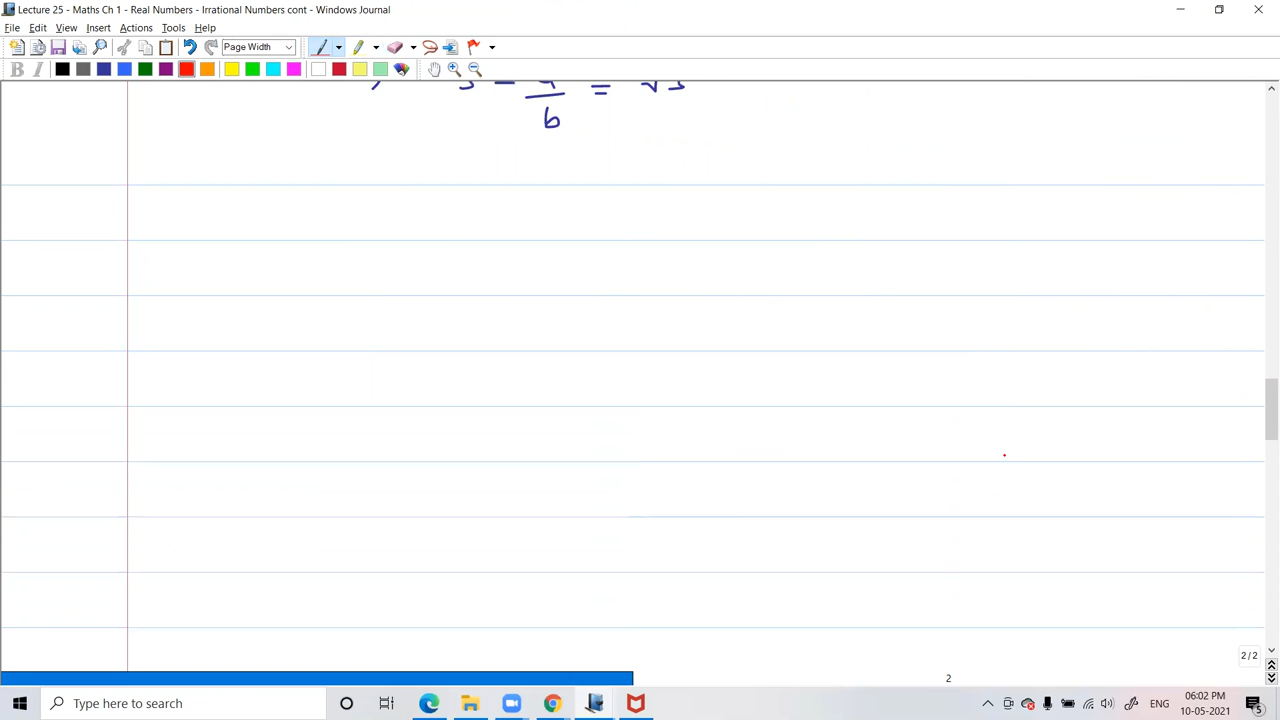 Lecture 25 - Maths Ch 1 - Real Numbers - Irrational Numbers cont - Windows Journal
File Edit View Insert Actions Tools Help
Page Width
B I
b =
2/2
2
Type here to search
ENG
06:02 PM
10-05-2021
5